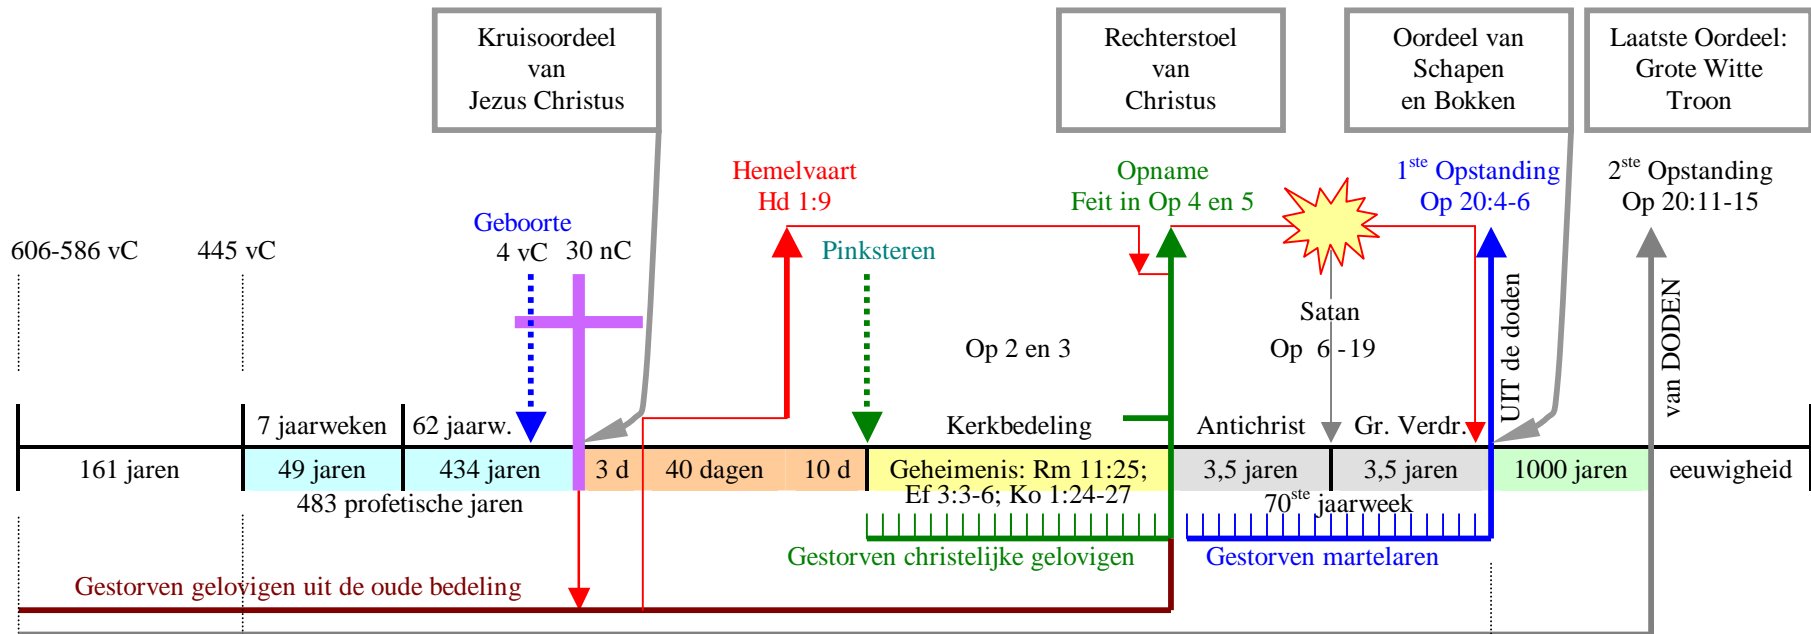 Kruisoordeel
van
Jezus Christus
Rechterstoel
van
Christus
Oordeel van
Schapen
en Bokken
Laatste Oordeel:
Grote Witte
Troon
Hemelvaart
Hd 1:9
Opname
Feit in Op 4 en 5
1ste Opstanding
Op 20:4-6
2ste Opstanding
Op 20:11-15
606-586 vC
445 vC
Geboorte
4 vC
30 nC
Pinksteren
Satan
Op 2 en 3
Op 6 -19
UIT de doden
van DODEN
7 jaarweken
62 jaarw.
Kerkbedeling
Antichrist
Gr. Verdr.
161 jaren
49 jaren
434 jaren
3 d
40 dagen
10 d
Geheimenis: Rm 11:25;
Ef 3:3-6; Ko 1:24-27
3,5 jaren
3,5 jaren
1000 jaren
eeuwigheid
483 profetische jaren
70ste jaarweek
Gestorven christelijke gelovigen
Gestorven martelaren
Gestorven gelovigen uit de oude bedeling